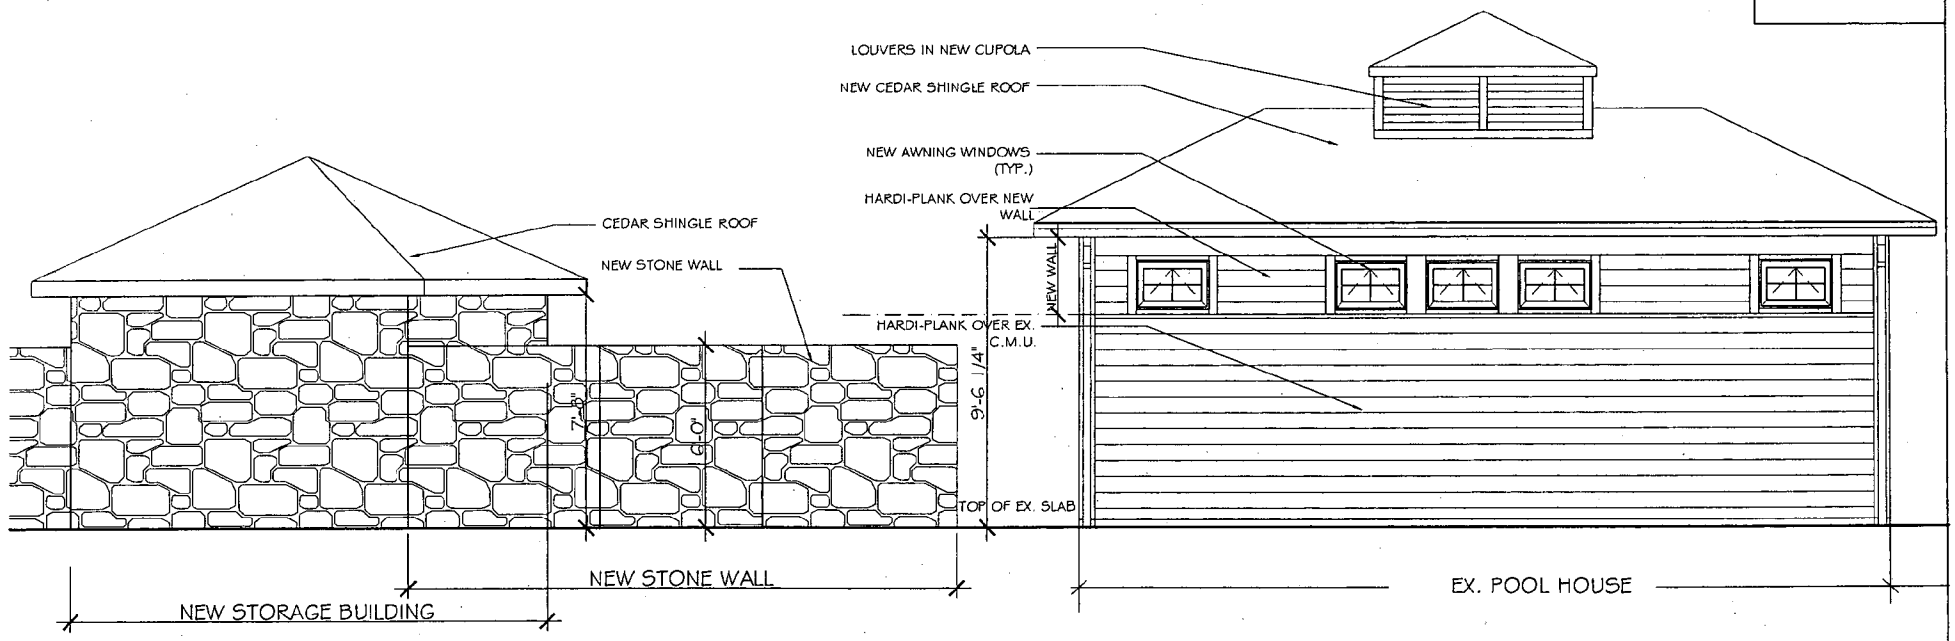 LOUVERS IN NEW CUPOLA
NEW CEDAR SHINGLE ROOF
NEW AWNING WINDOWS
(TYP.)
HARDI-PLANK OVER NEW
WALL
CEDAR SHINGLE ROOF
NEW STONE WALL
NEW WALL
HARDI-PLANK OVER EX.
C.M.U.
9'-6 1/4"
7'-8"
6'-0"
TOP OF EX. SLAB
NEW STONE WALL
EX. POOL HOUSE
NEW STORAGE BUILDING